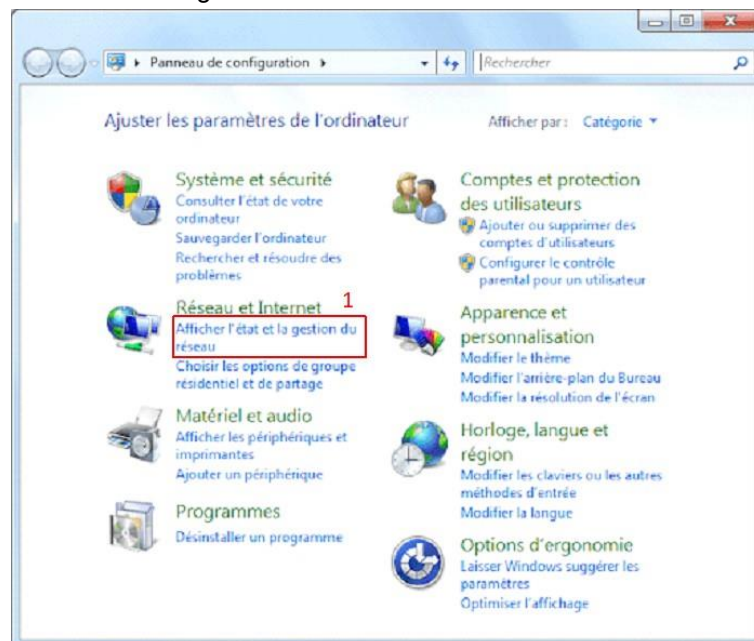 Panneau de configuration
Rechercher
Ajuster les paramètres de l'ordinateur
Afficher par : Catégorie
Système et sécurité
Consulter l'état de votre
ordinateur
Sauvegarder l'ordinateur
Rechercher et résoudre des
problèmes
Réseau et Internet
1
Afficher l'état et la gestion du
réseau
Choisir les options de groupe
résidentiel et de partage
Matériel et audio
Afficher les périphériques et
imprimantes
Ajouter un périphérique
Programmes
Désinstaller un programme
Comptes et protection
des utilisateurs
Ajouter ou supprimer des
comptes d'utilisateurs
Configurer le contrôle
parental pour un utilisateur
Apparence et
personnalisation
Modifier le thème
Modifier l'arrière-plan du Bureau
Modifier la résolution de l'écran
Horloge, langue et
région
Modifier les claviers ou les autres
méthodes d'entrée
Modifier la langue
Options d'ergonomie
Laisser Windows suggérer les
paramètres
Optimiser l'affichage